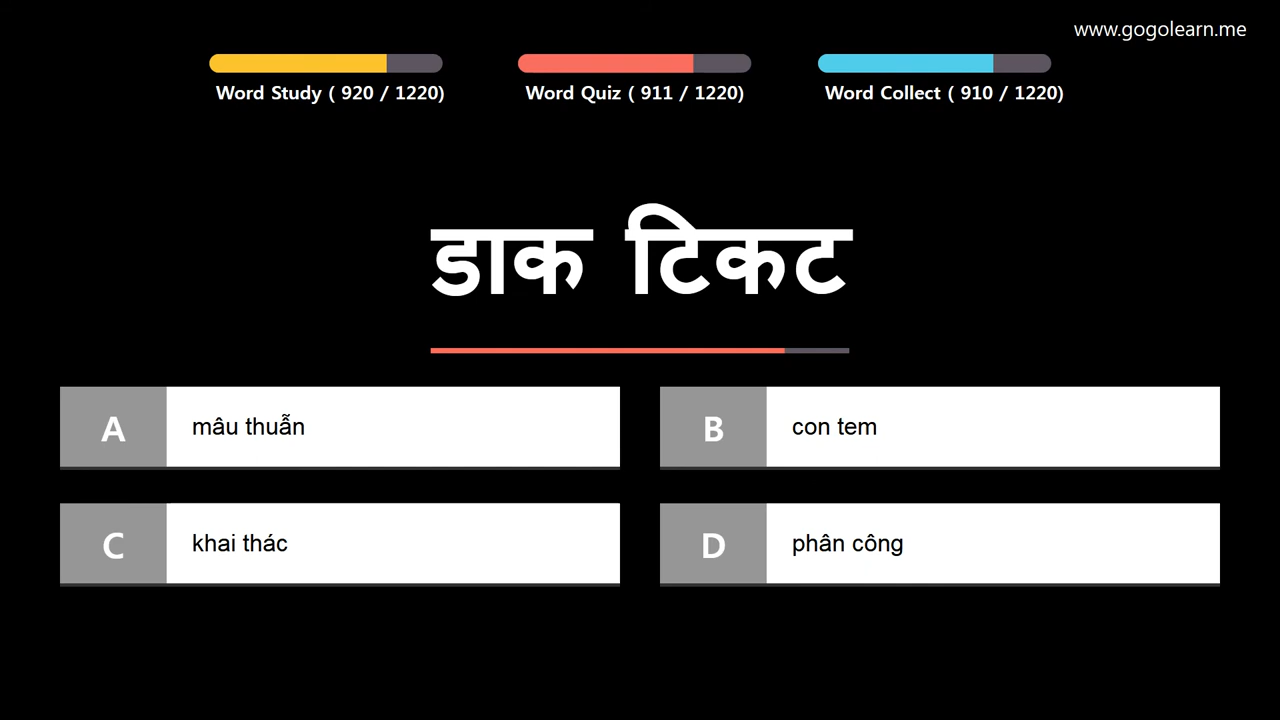 www.gogolearn.me
Word Study ( 920 / 1220)
Word Quiz ( 911 / 1220)
Word Collect ( 910 / 1220)
डाक टिकट
A
mâu thuẫn
B
con tem
C
khai thác
D
phân công